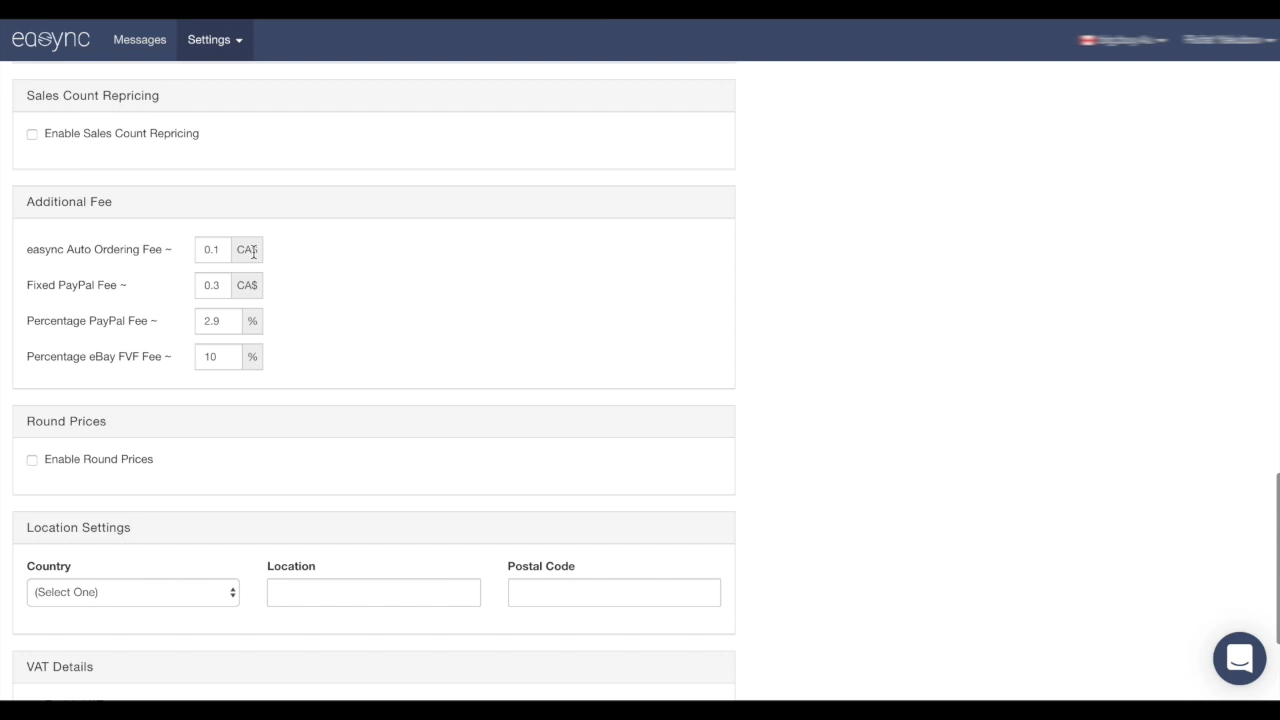 easync Messages Settings
Sales Count Repricing
Enable Sales Count Repricing
Additional Fee
easync Auto Ordering Fee ~ 0.1 CA$
Fixed PayPal Fee ~ 0.3 CA$
Percentage PayPal Fee ~ 2.9 %
Percentage eBay FVF Fee ~ 10 %
Round Prices
Enable Round Prices
Location Settings
Country Location Postal Code
(Select One)
VAT Details